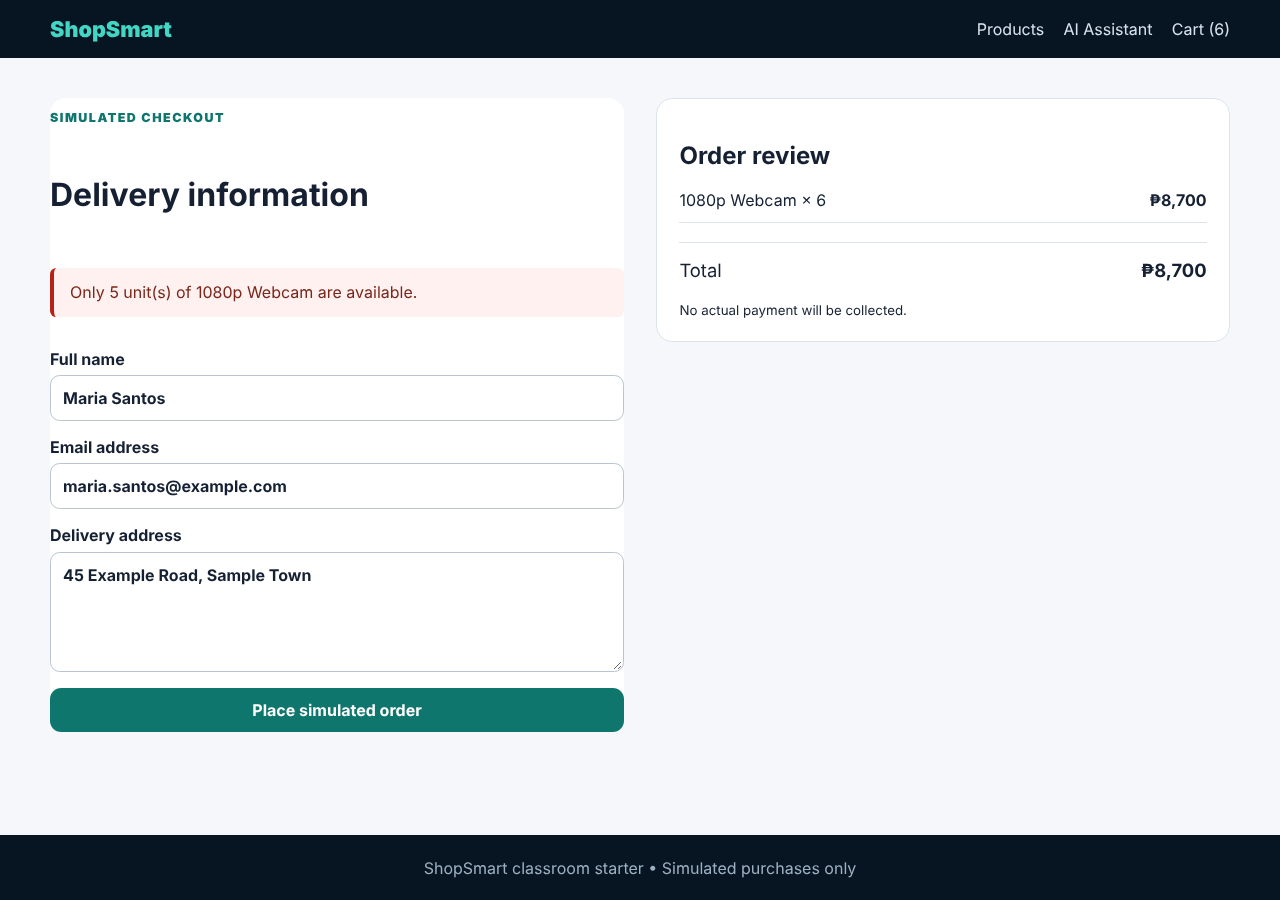 ShopSmart
Products
AI Assistant
Cart (6)
SIMULATED CHECKOUT
Delivery information
Only 5 unit(s) of 1080p Webcam are available.
Full name
Maria Santos
Email address
maria.santos@example.com
Delivery address
45 Example Road, Sample Town
Place simulated order
Order review
1080p Webcam × 6 ₱8,700
Total ₱8,700
No actual payment will be collected.
ShopSmart classroom starter • Simulated purchases only